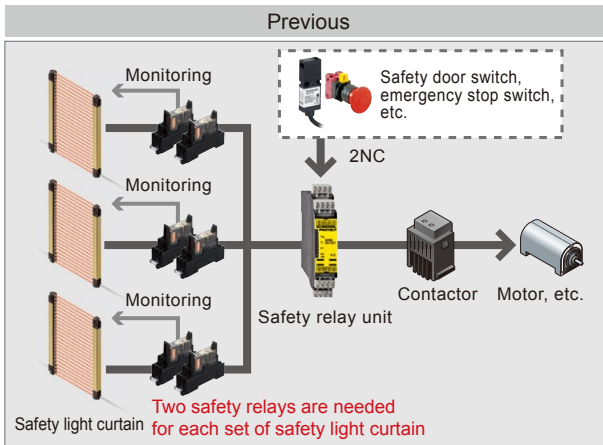 Previous
Monitoring
Safety door switch,
emergency stop switch,
etc.
2NC
Monitoring
Monitoring
Contactor
Motor, etc.
Safety relay unit
Safety light curtain
Two safety relays are needed
for each set of safety light curtain